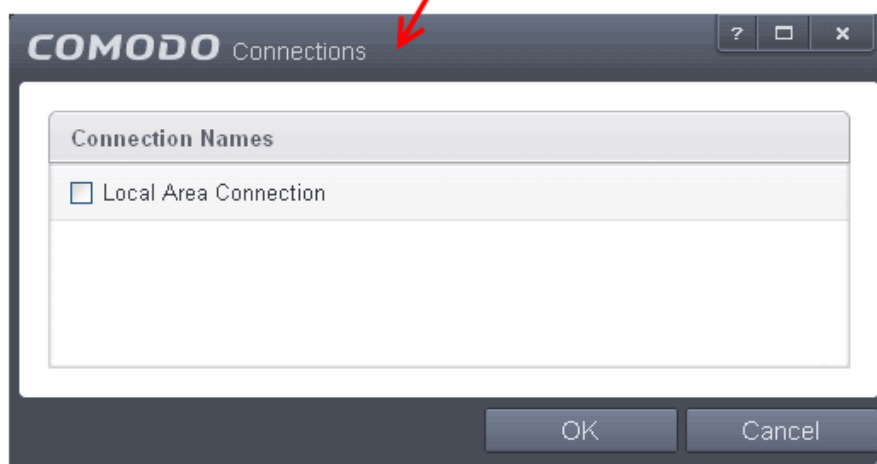 COMODO Connections
?
Connection Names
Local Area Connection
OK Cancel